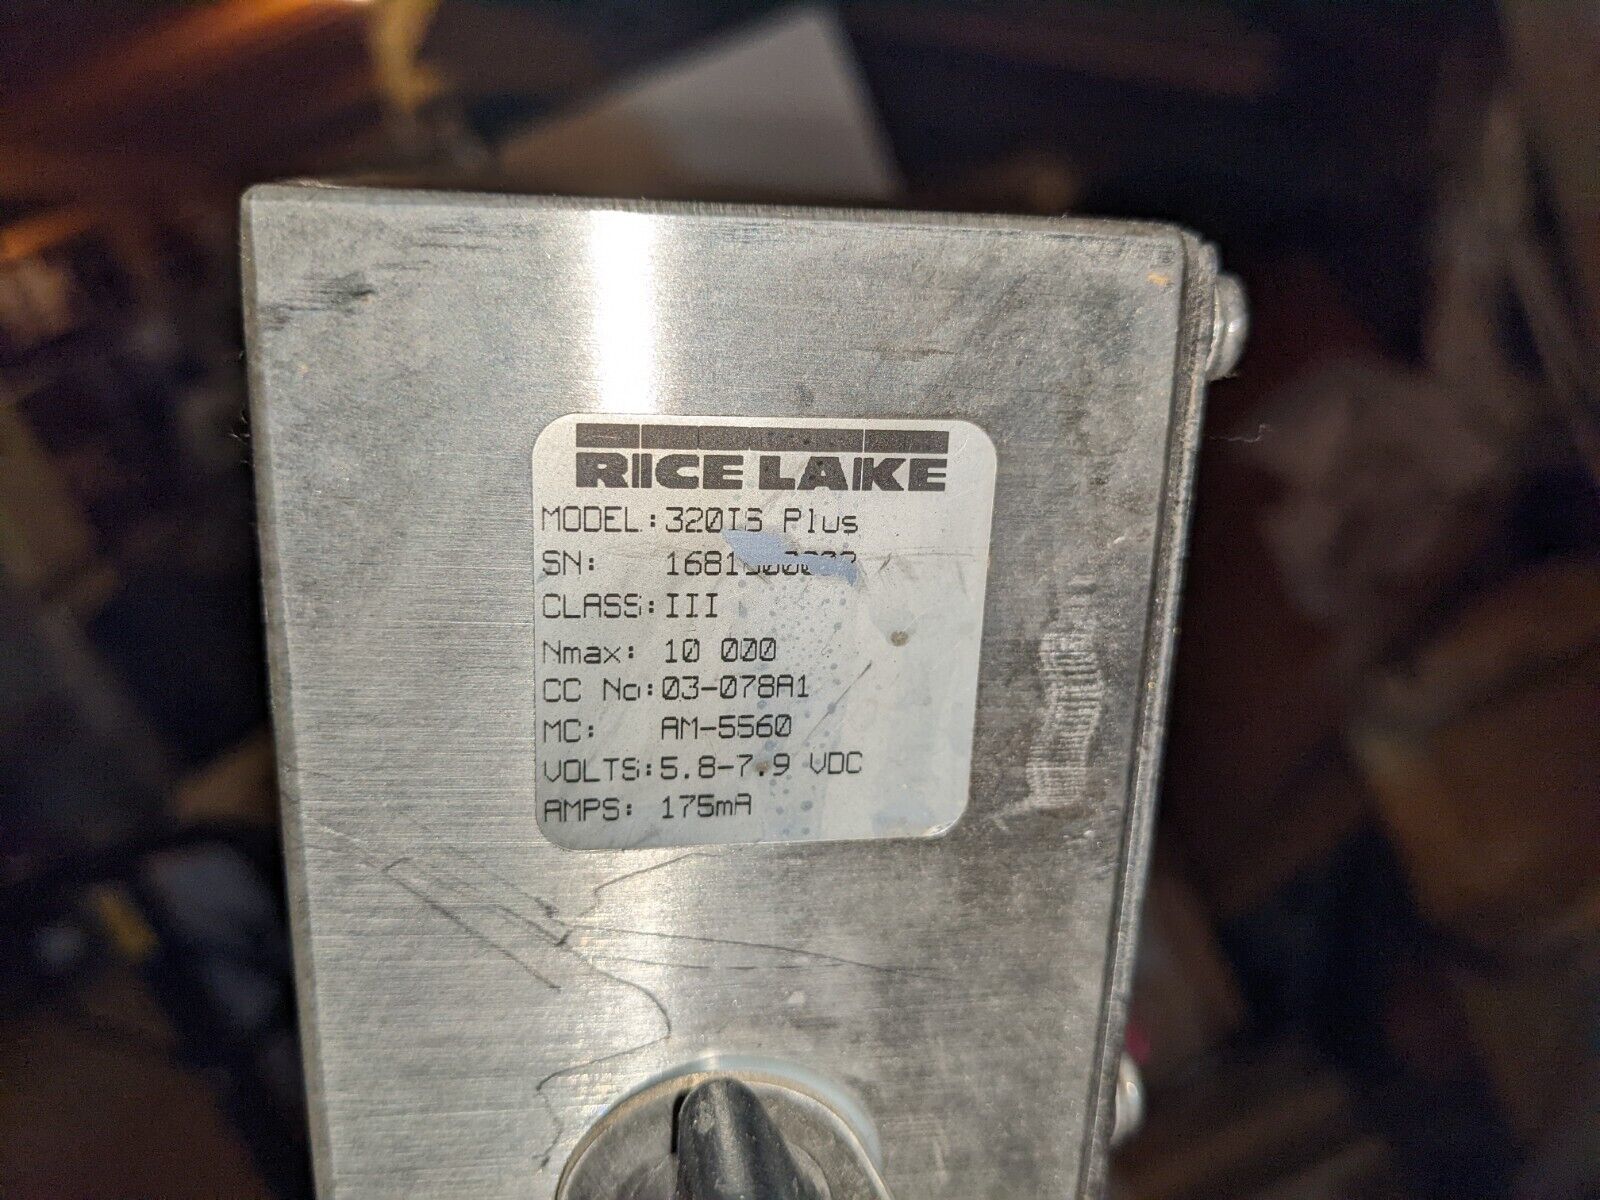 RICE LAKE
MODEL: 320IS Plus
SN:
CLASS: III
Nmax: 10 000
CC No: 03-078A1
MC: AM-5560
VOLTS: 5.8-7.9 VDC
AMPS: 175mA